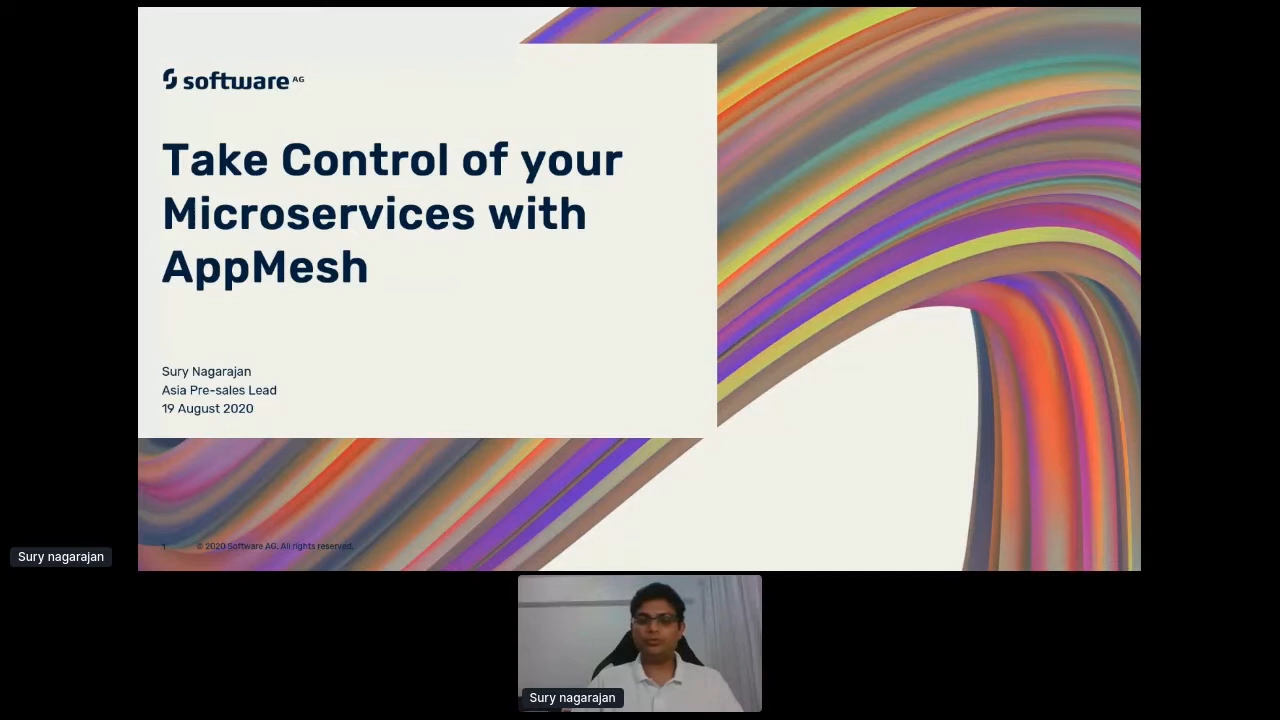 software AG
Take Control of your
Microservices with
AppMesh
Sury Nagarajan
Asia Pre-sales Lead
19 August 2020
1 © 2020 Software AG. All rights reserved.
Sury nagarajan
Sury nagarajan